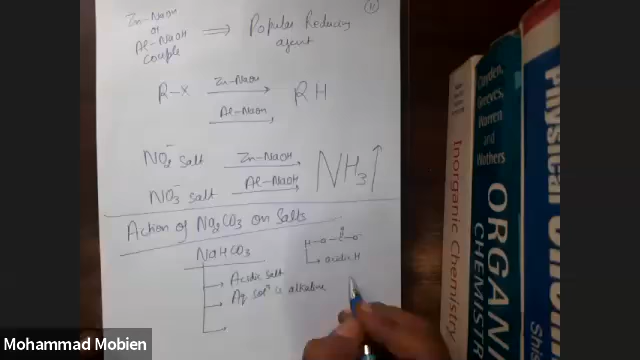 11
Zn-NaOH
or
Al-NaOH
couple
⟹ Popular Reducing
agent
R-X Zn-NaOH
Al-NaOH RH
NO2- salt Zn-NaOH
NO3- salt Al-NaOH
NH3↑
Action of Na2CO3 on Salts
NaHCO3
Acidic salt
Aq soln is alkaline
O
H-O-C-O-
acidic H
Inorganic Chemistry
Clayden,
Greeves,
Warren
and
Wothers
ORGANIC
CHEMISTRY
Physical
Mohammad Mobien